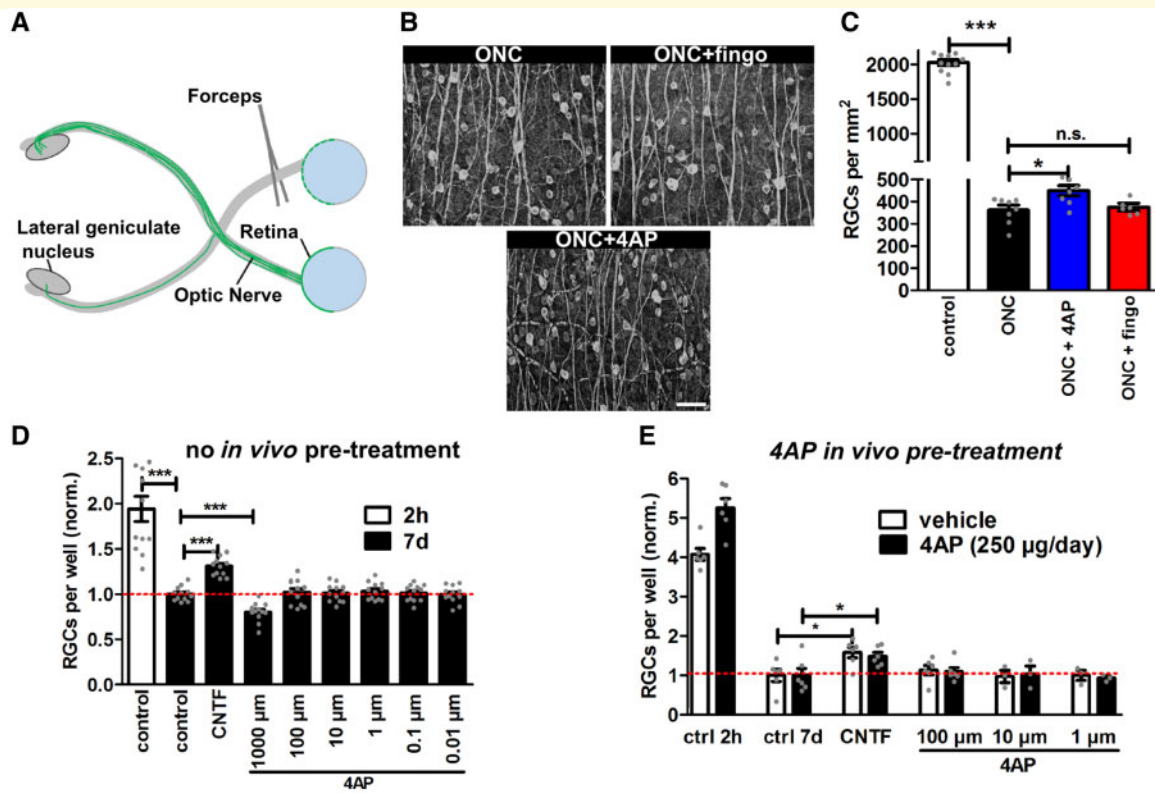 A
Forceps
Lateral geniculate
nucleus
Retina
Optic Nerve
B
ONC
ONC+fingo
ONC+4AP
C
***
n.s.
*
RGCs per mm²
2000
1500
1000
500
400
300
200
100
0
control
ONC
ONC + 4AP
ONC + fingo
D
no in vivo pre-treatment
RGCs per well (norm.)
2.5
2.0
1.5
1.0
0.5
0.0
***
***
***
2h
7d
control
control
CNTF
1000 µm
100 µm
10 µm
1 µm
0.1 µm
0.01 µm
4AP
E
4AP in vivo pre-treatment
RGCs per well (norm.)
6
4
2
1
0
vehicle
4AP (250 µg/day)
*
*
ctrl 2h
ctrl 7d
CNTF
100 µm
10 µm
1 µm
4AP